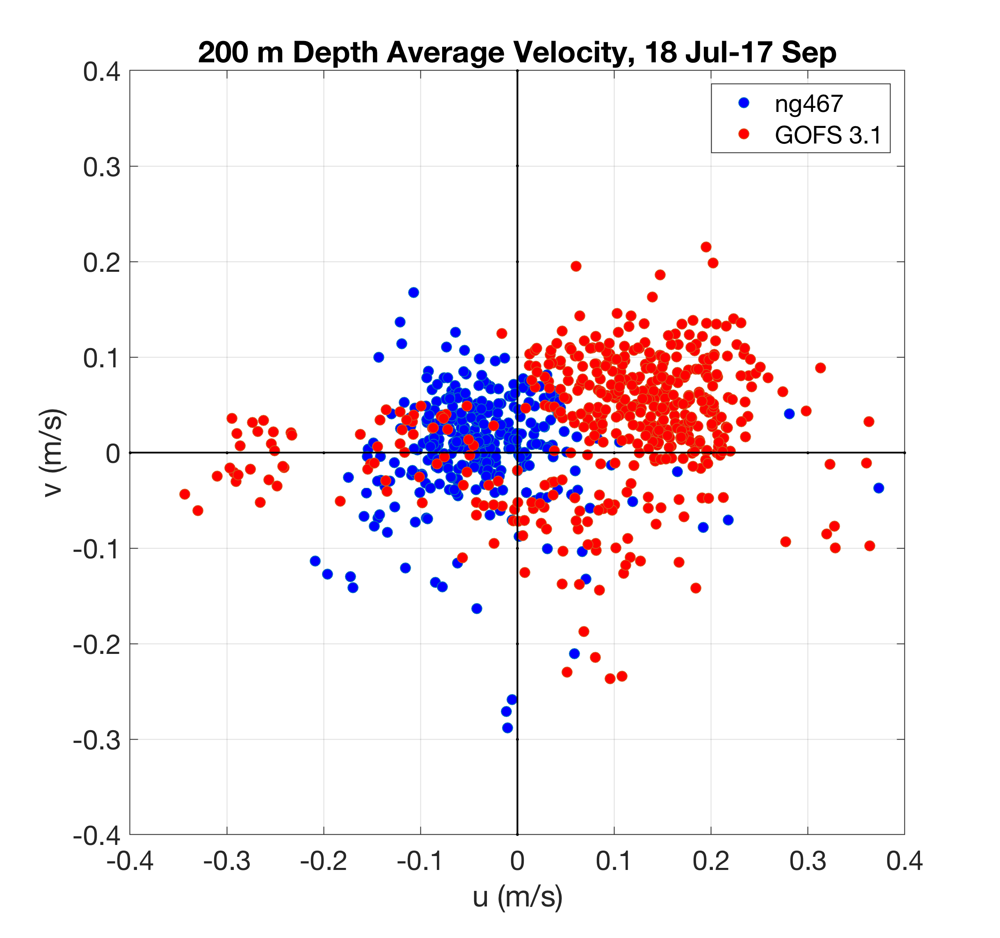 200 m Depth Average Velocity, 18 Jul-17 Sep
ng467
GOFS 3.1
0.4
0.3
0.2
0.1
0
-0.1
-0.2
-0.3
-0.4
v (m/s)
-0.4 -0.3 -0.2 -0.1 0 0.1 0.2 0.3 0.4
u (m/s)